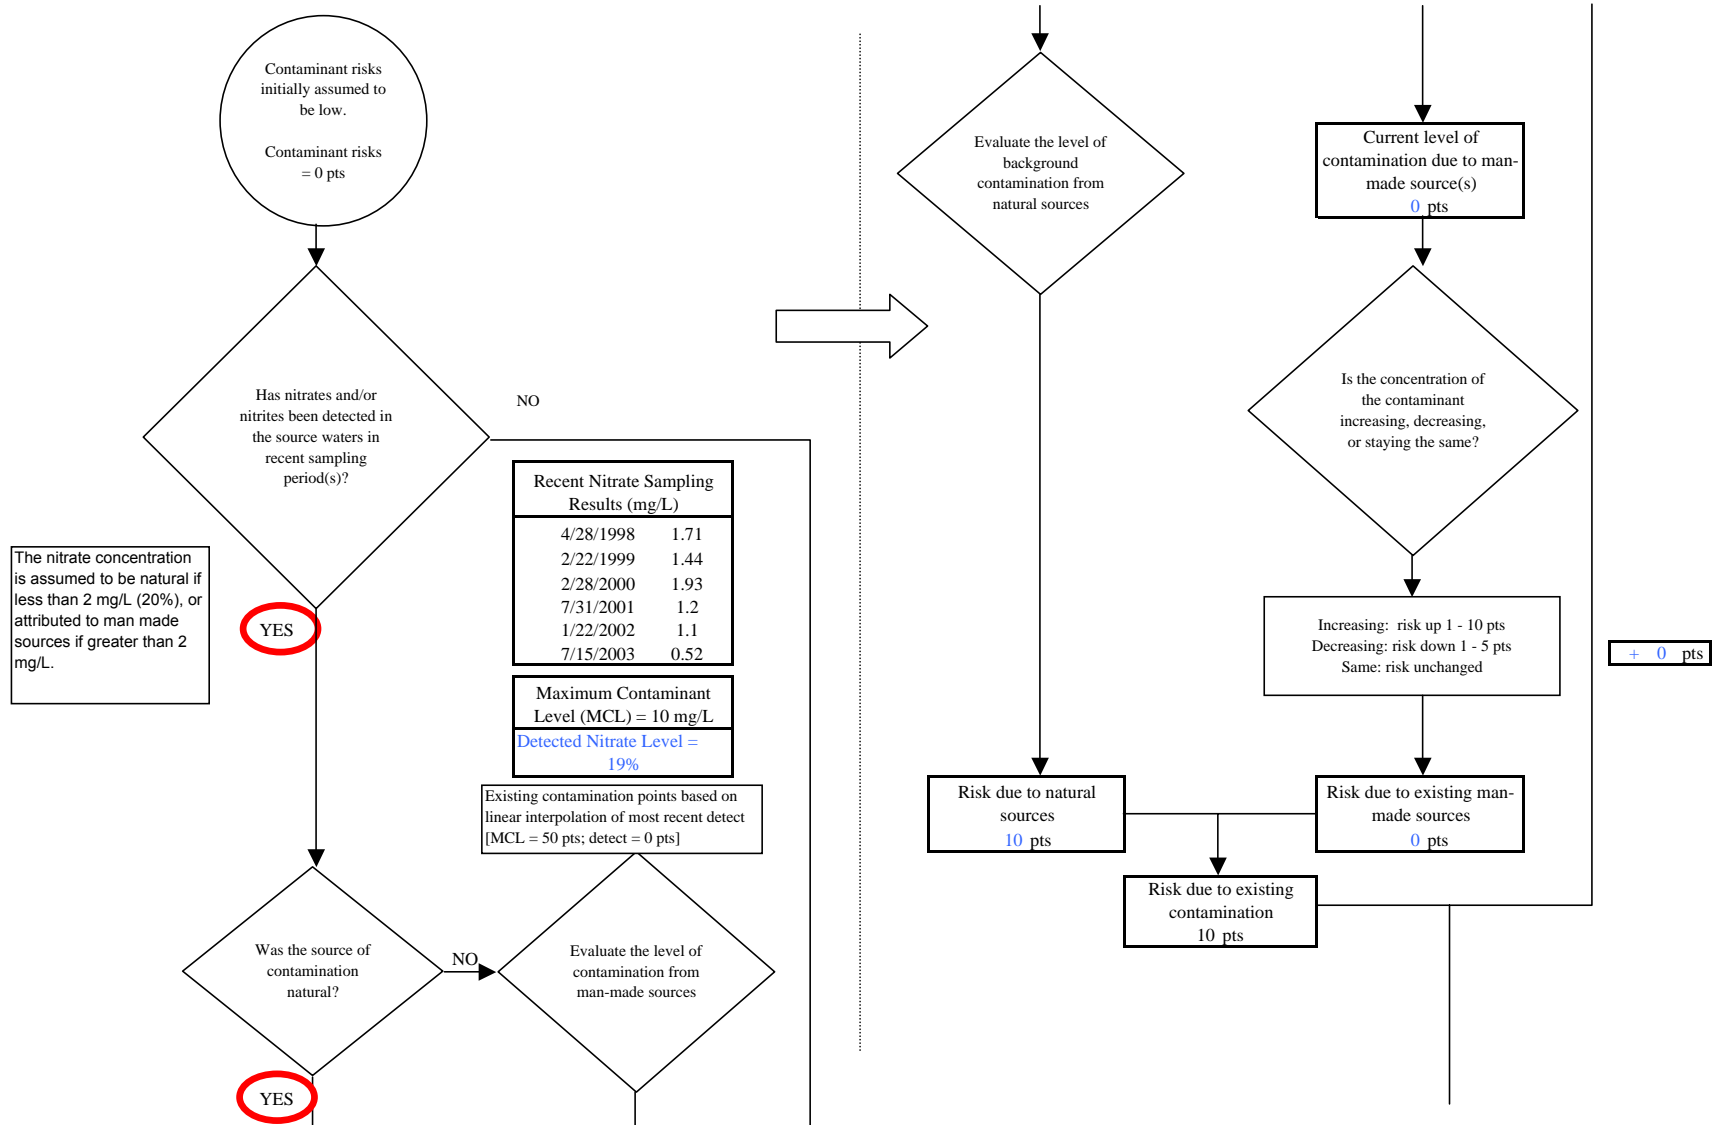 Contaminant risks
initially assumed to
be low.
Contaminant risks
= 0 pts
Has nitrates and/or
nitrites been detected in
the source waters in
recent sampling
period(s)?
NO
Recent Nitrate Sampling
Results (mg/L)
4/28/1998 1.71
2/22/1999 1.44
2/28/2000 1.93
7/31/2001 1.2
1/22/2002 1.1
7/15/2003 0.52
The nitrate concentration
is assumed to be natural if
less than 2 mg/L (20%), or
attributed to man made
sources if greater than 2
mg/L.
YES
Maximum Contaminant
Level (MCL) = 10 mg/L
Detected Nitrate Level =
19%
Existing contamination points based on
linear interpolation of most recent detect
[MCL = 50 pts; detect = 0 pts]
Was the source of
contamination
natural?
NO
Evaluate the level of
contamination from
man-made sources
YES
Evaluate the level of
background
contamination from
natural sources
Current level of
contamination due to man-
made source(s)
0 pts
Is the concentration of
the contaminant
increasing, decreasing,
or staying the same?
Increasing: risk up 1 - 10 pts
Decreasing: risk down 1 - 5 pts
Same: risk unchanged
+ 0 pts
Risk due to natural
sources
10 pts
Risk due to existing man-
made sources
0 pts
Risk due to existing
contamination
10 pts